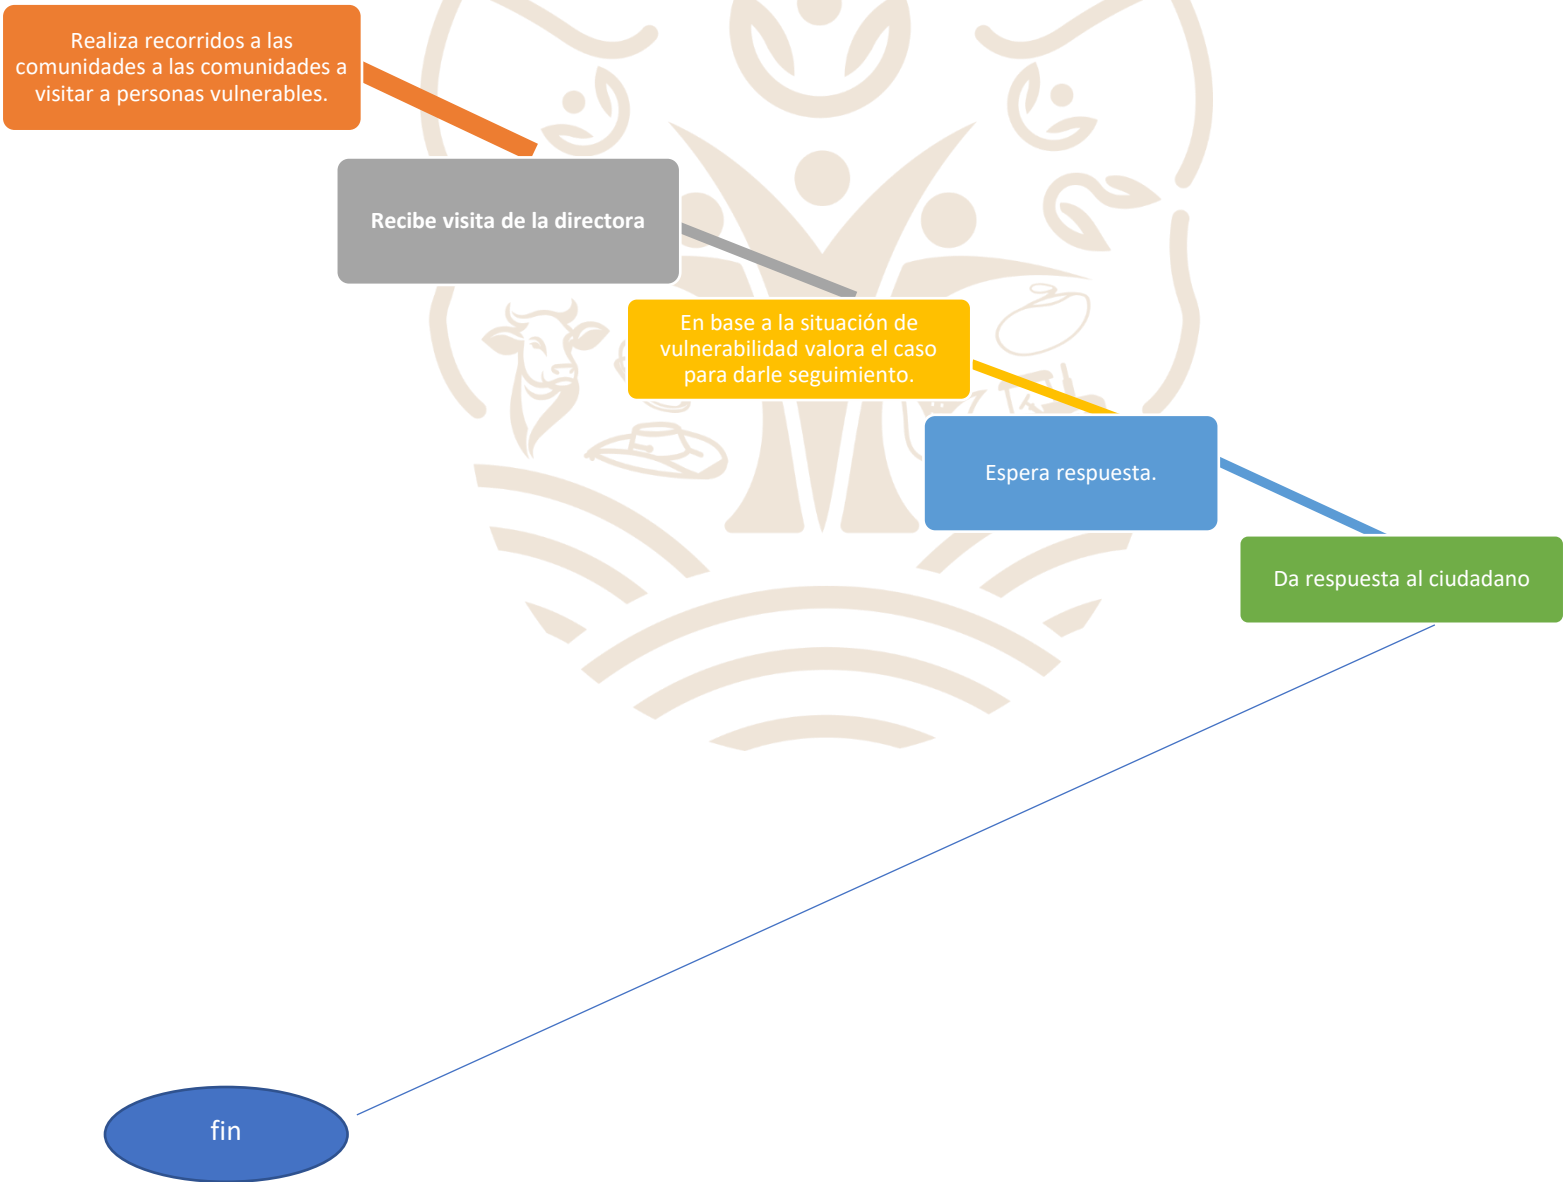 Realiza recorridos a las
comunidades a las comunidades a
visitar a personas vulnerables.
Recibe visita de la directora
En base a la situación de
vulnerabilidad valora el caso
para darle seguimiento.
Espera respuesta.
Da respuesta al ciudadano
fin